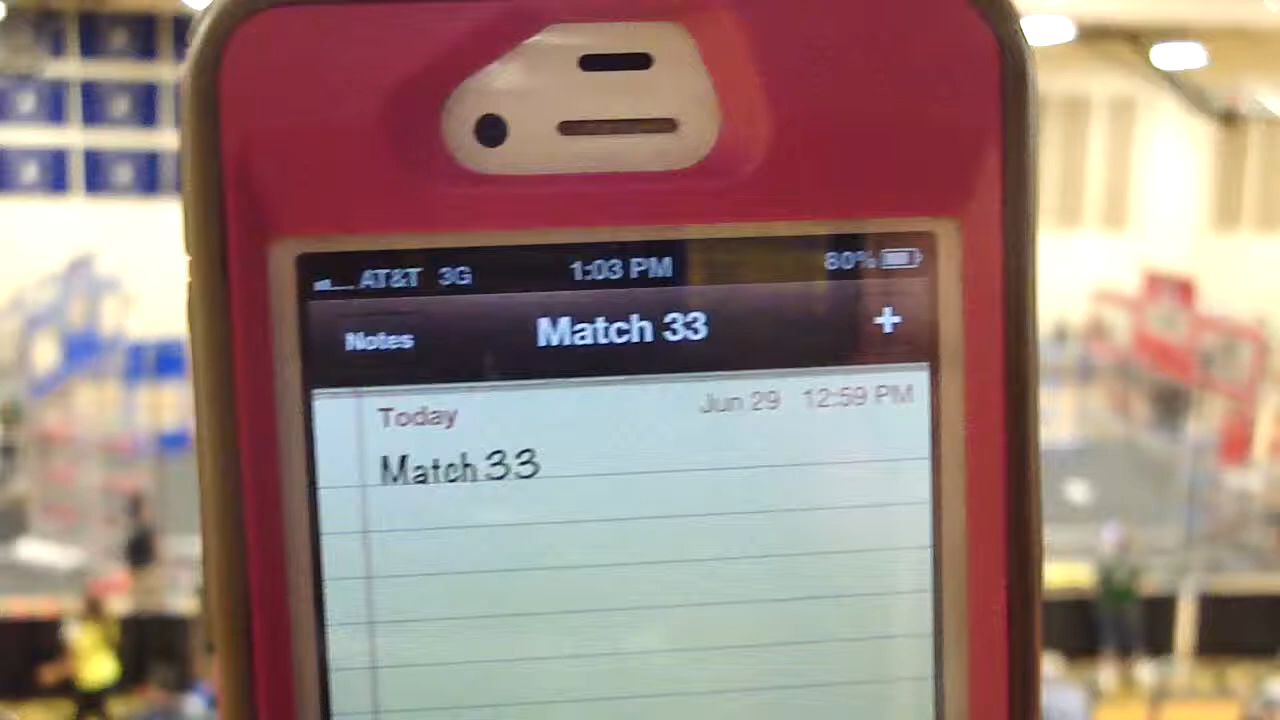 AT&T 3G 1:03 PM 80%
Notes Match 33 +
Today Jun 29 12:59 PM
Match 33